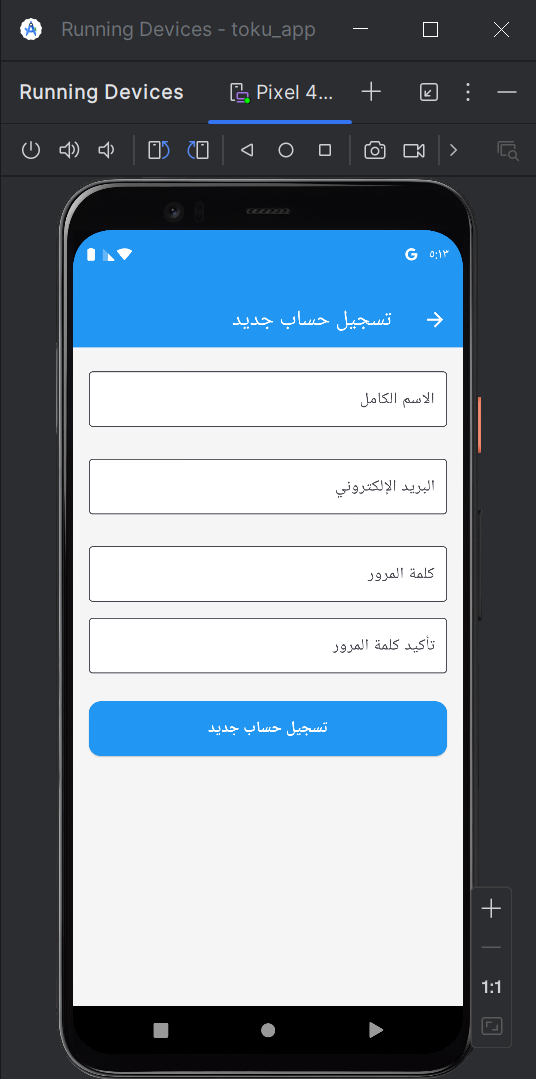 Running Devices - toku_app
Running Devices
Pixel 4...
G ٥:١٣
تسجيل حساب جديد
الاسم الكامل
البريد الإلكتروني
كلمة المرور
تأكيد كلمة المرور
تسجيل حساب جديد
1:1